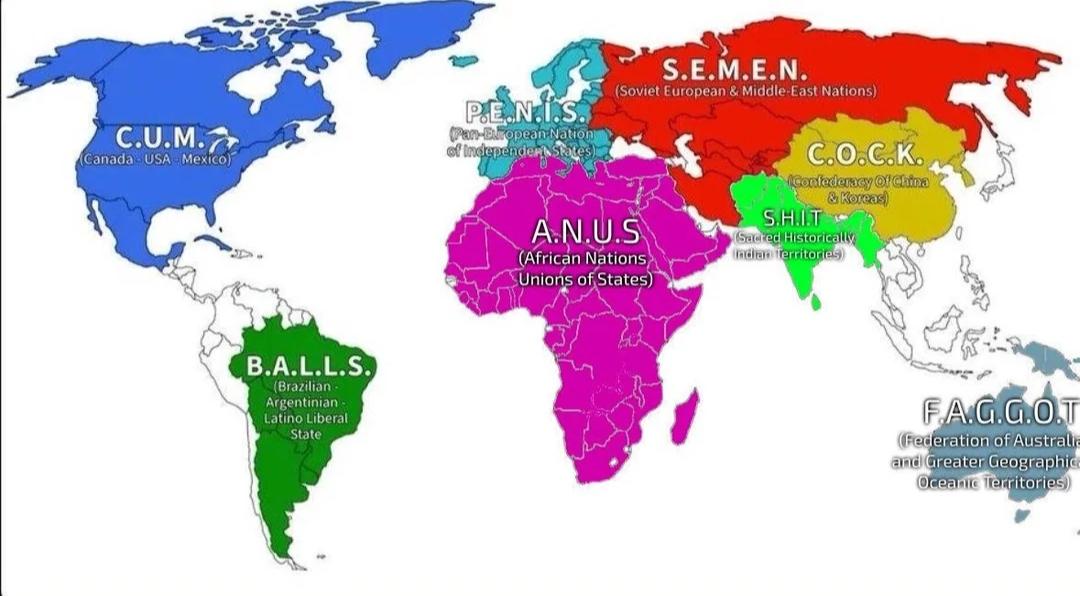 S.E.M.E.N.
(Soviet European & Middle-East Nations)
P.E.N.I.S.
(Pan-European Nation
of Independent States)
C.U.M.
(Canada - USA - Mexico)
C.O.C.K.
(Confederacy Of China
& Koreas)
S.H.I.T
(Sacred Historically
Indian Territories)
A.N.U.S
(African Nations
Unions of States)
B.A.L.L.S.
(Brazilian -
Argentinian -
Latino Liberal
State
F.A.G.G.O.T
(Federation of Australia
and Greater Geographic
Oceanic Territories)